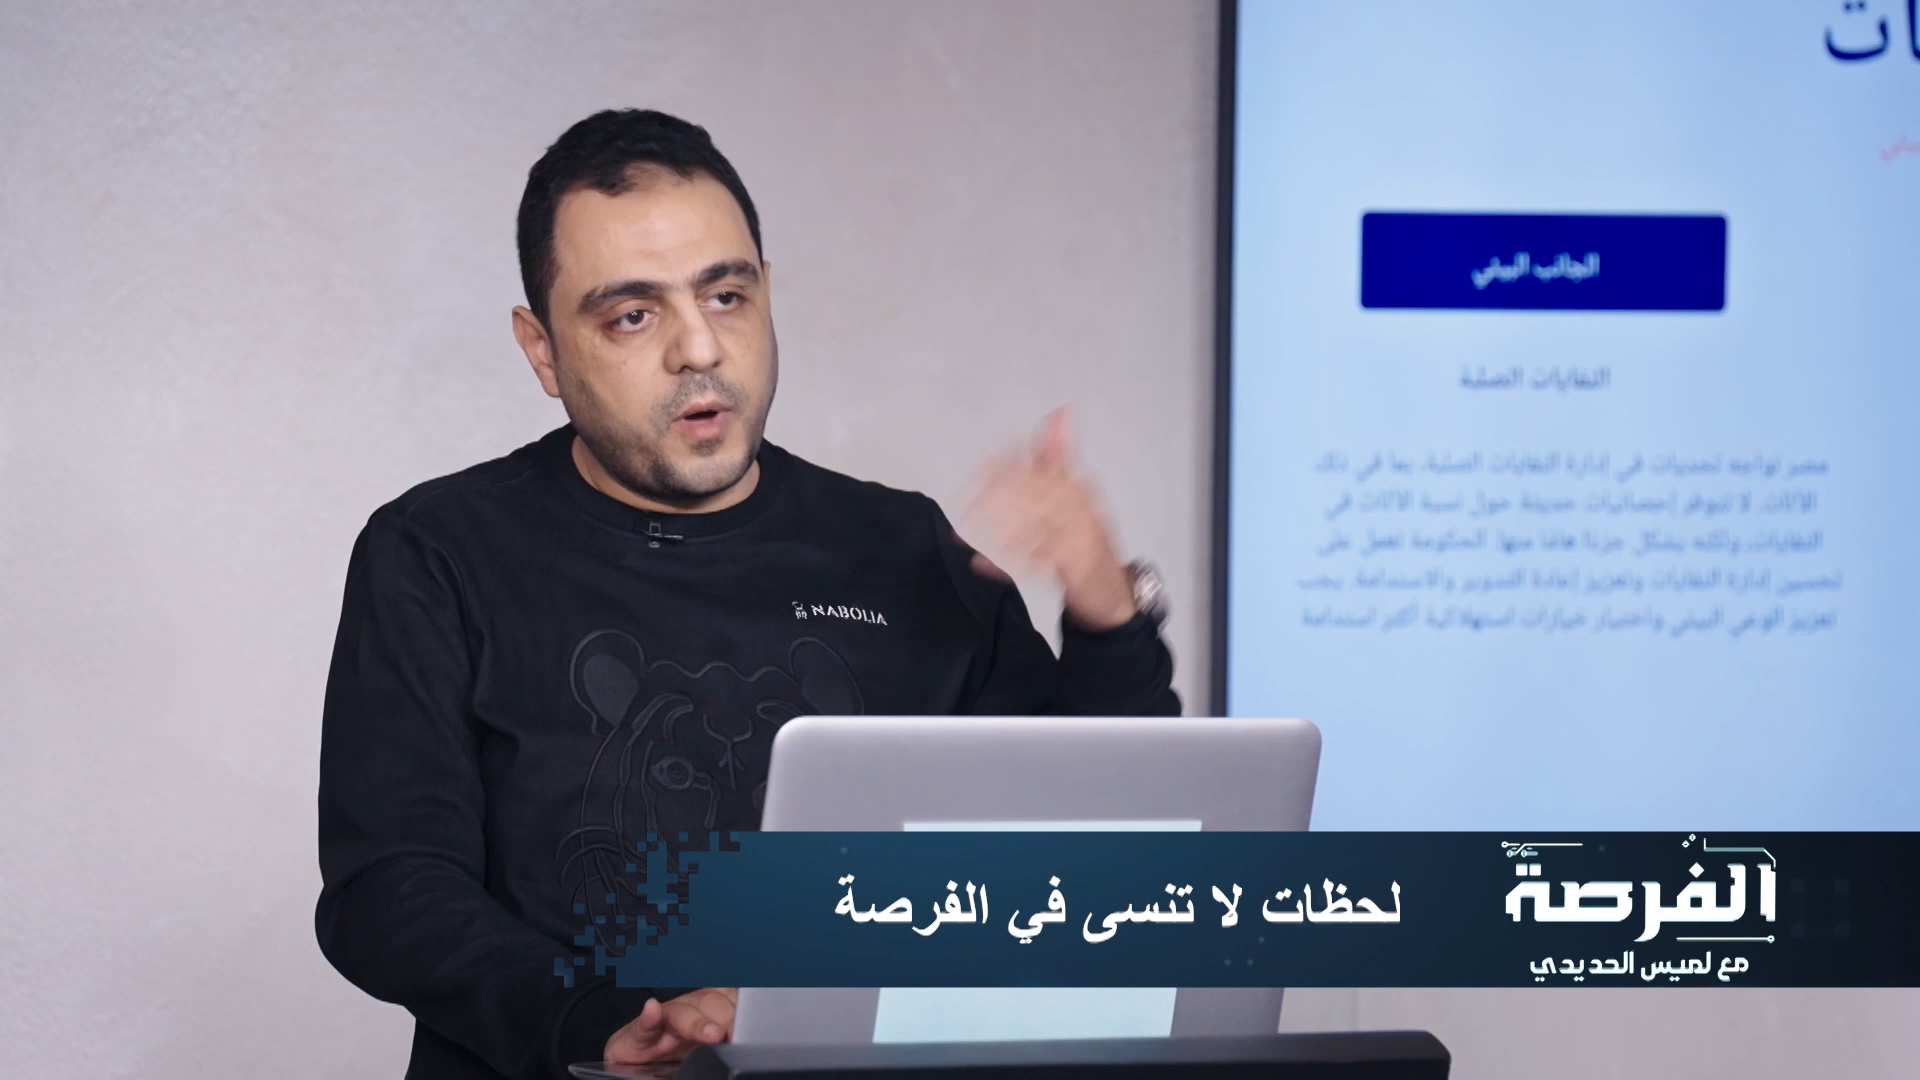 ات
الجانب البيئي
النفايات الصلبة
مصر تواجه تحديات في إدارة النفايات الصلبة، بما في ذلك
الأثاث. لا تتوفر إحصائيات حديثة حول نسبة الأثاث في
النفايات، ولكنه يشكل جزءًا هامًا منها. الحكومة تعمل على
تحسين إدارة النفايات وتعزيز إعادة التدوير والاستدامة. يجب
تعزيز الوعي البيئي واختيار خيارات استهلاكية أكثر استدامة
NABOLIA
لحظات لا تنسى في الفرصة
الفرصة
مع لميس الحديدي